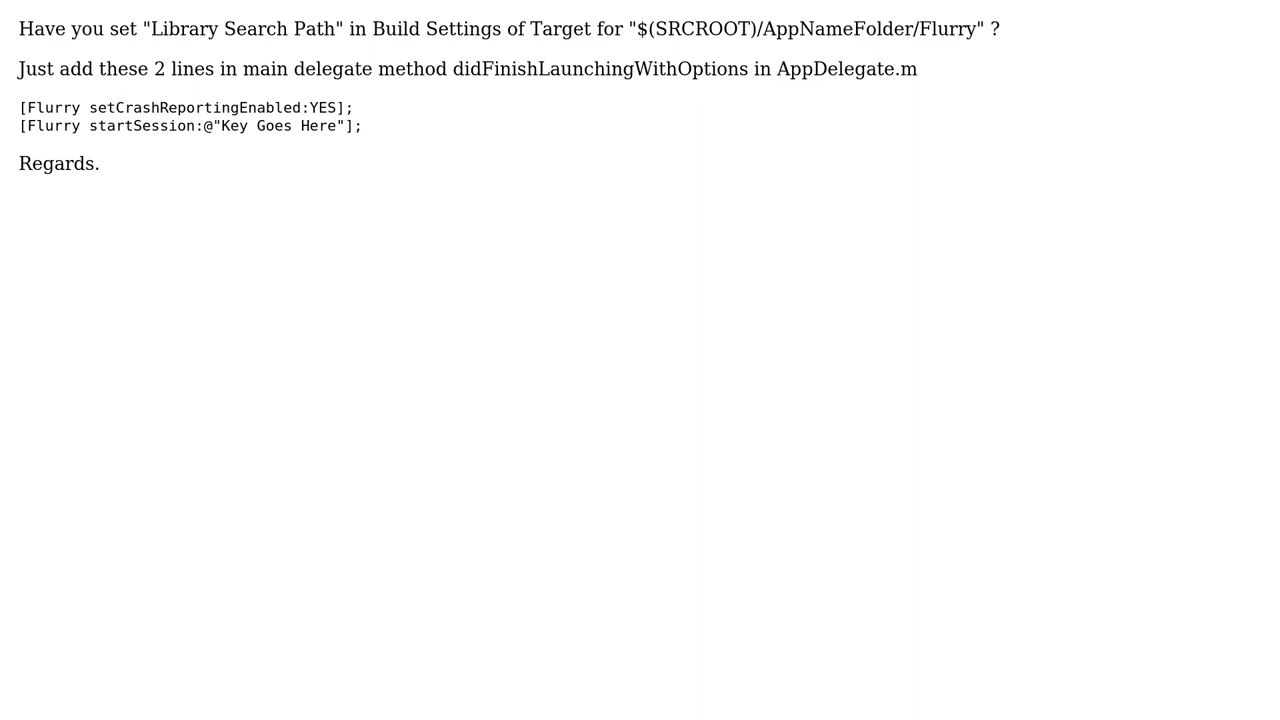 Have you set "Library Search Path" in Build Settings of Target for "$(SRCROOT)/AppNameFolder/Flurry" ?
Just add these 2 lines in main delegate method didFinishLaunchingWithOptions in AppDelegate.m
[Flurry setCrashReportingEnabled:YES];
[Flurry startSession:@"Key Goes Here"];
Regards.